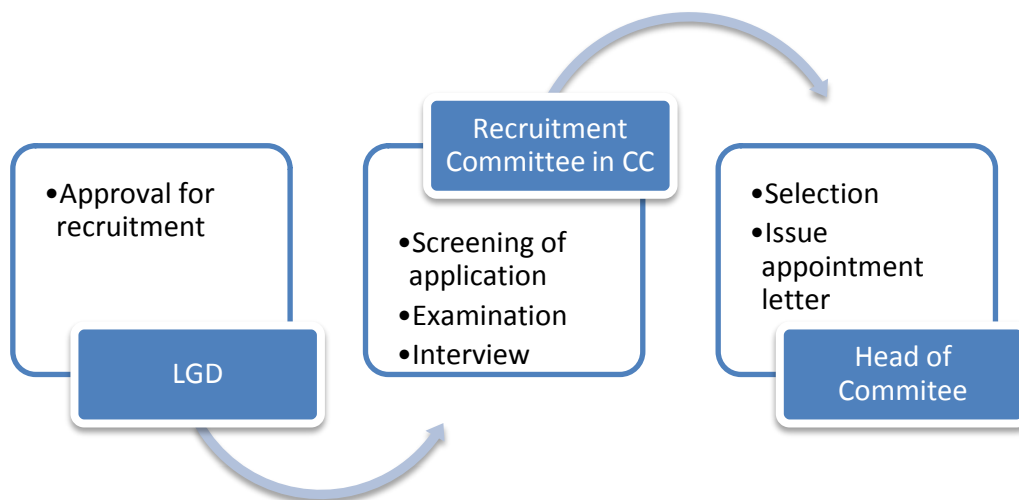 •Approval for
recruitment
LGD
Recruitment
Committee in CC
•Screening of
application
•Examination
•Interview
•Selection
•Issue
appointment
letter
Head of
Commitee